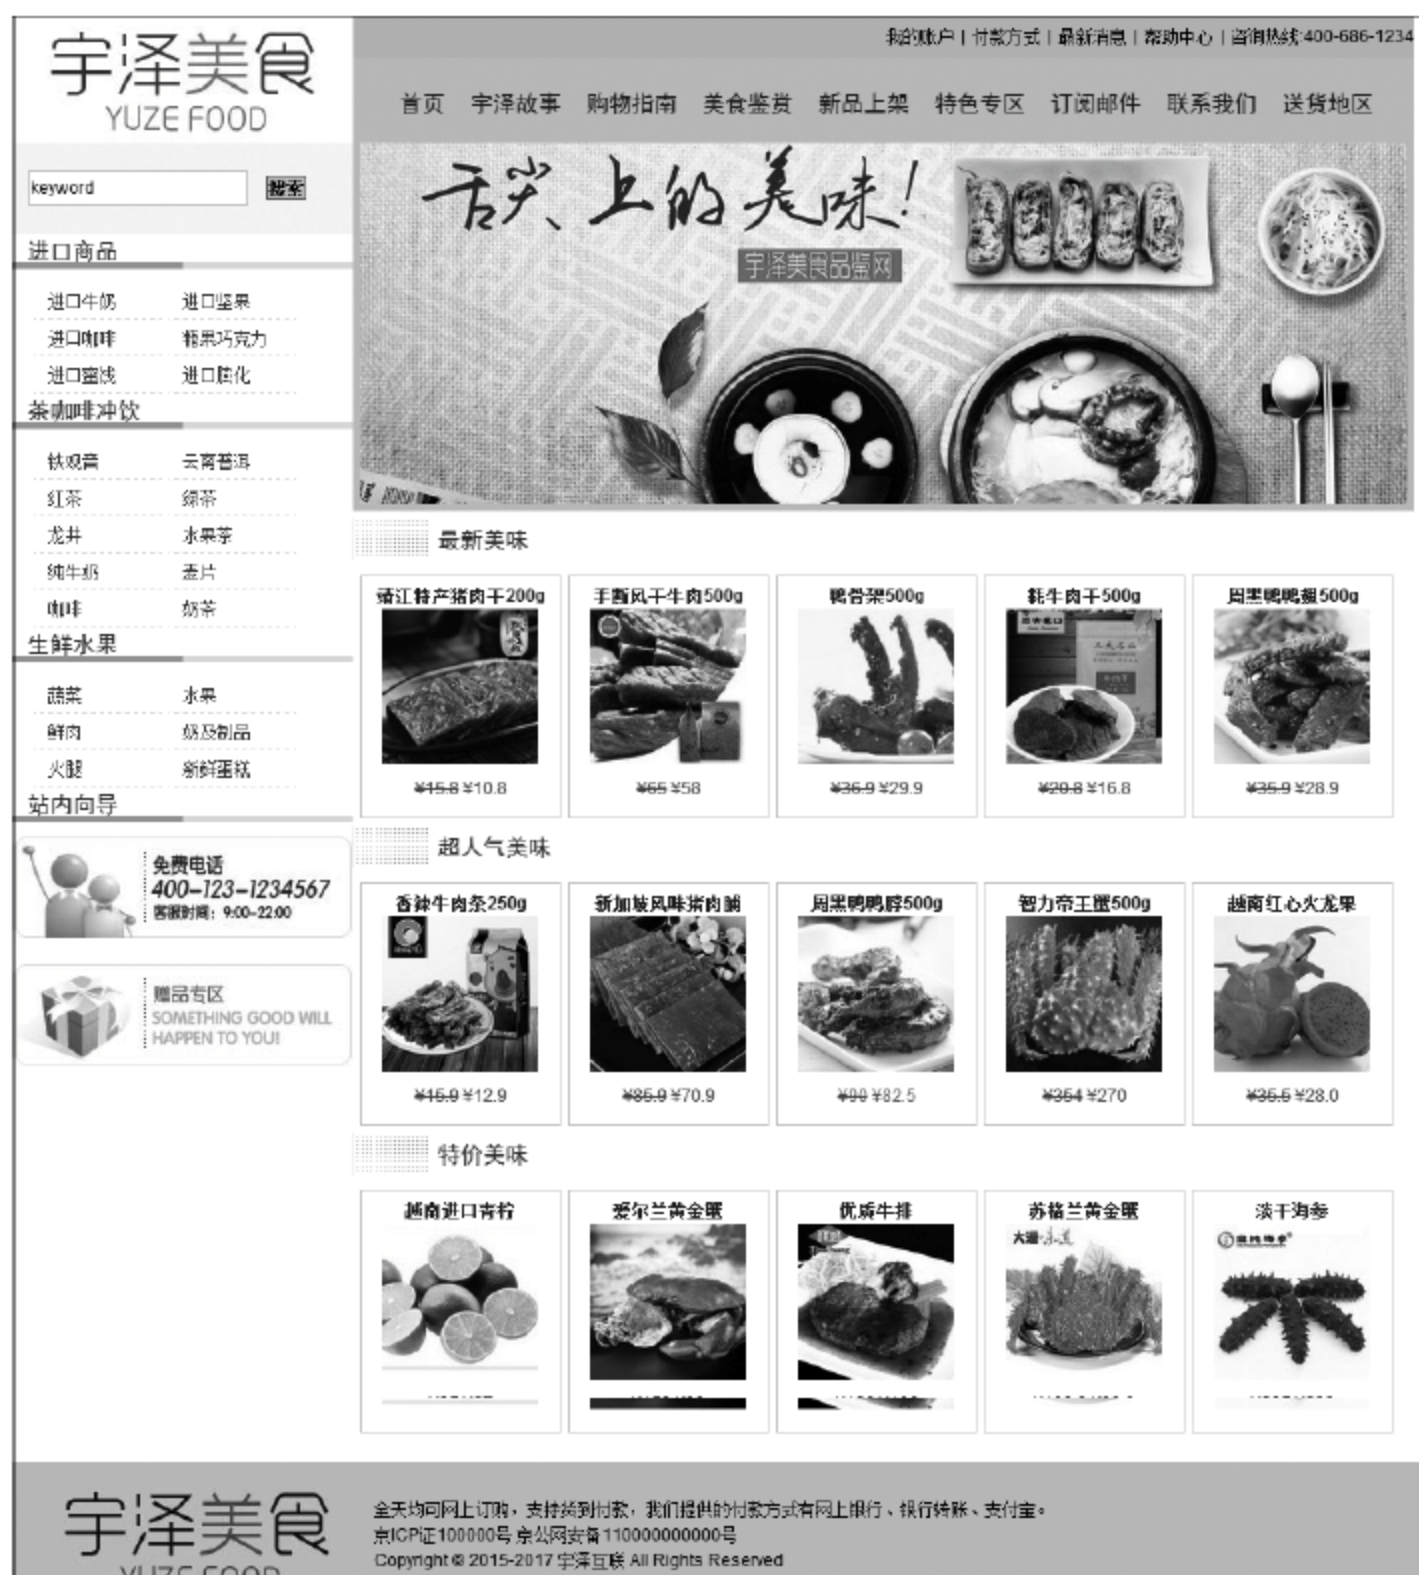 宇泽美食
YUZE FOOD
我的账户 | 付款方式 | 最新消息 | 帮助中心 | 咨询热线:400-686-1234
首页 宇泽故事 购物指南 美食鉴赏 新品上架 特色专区 订阅邮件 联系我们 送货地区
keyword 搜索
舌尖上的美味!
宇泽美食品鉴网
进口商品
进口牛奶 进口坚果
进口咖啡 糖果巧克力
进口蜜饯 进口膨化
茶咖啡冲饮
铁观音 云南普洱
红茶 绿茶
龙井 水果茶
纯牛奶 麦片
咖啡 奶茶
生鲜水果
蔬菜 水果
鲜肉 奶及制品
火腿 新鲜蛋糕
站内向导
免费电话
400-123-1234567
客服时间：9:00-22:00
赠品专区
SOMETHING GOOD WILL
HAPPEN TO YOU!
最新美味
靖江特产猪肉干200g 手撕风干牛肉500g 鸭骨架500g 牦牛肉干500g 周黑鸭鸭翅500g
¥15.8 ¥10.8 ¥65 ¥58 ¥36.9 ¥29.9 ¥20.8 ¥16.8 ¥35.9 ¥28.9
超人气美味
香辣牛肉条250g 新加坡风味猪肉脯 周黑鸭鸭脖500g 智力帝王蟹500g 越南红心火龙果
¥15.9 ¥12.9 ¥85.9 ¥70.9 ¥90 ¥82.5 ¥354 ¥270 ¥35.5 ¥28.0
特价美味
越南进口青柠 爱尔兰黄金蟹 优质牛排 苏格兰黄金蟹 淡干海参
宇泽美食
YUZE FOOD
全天均可网上订购，支持货到付款，我们提供的付款方式有网上银行、银行转账、支付宝。
京ICP证100000号 京公网安备110000000000号
Copyright © 2015-2017 宇泽互联 All Rights Reserved